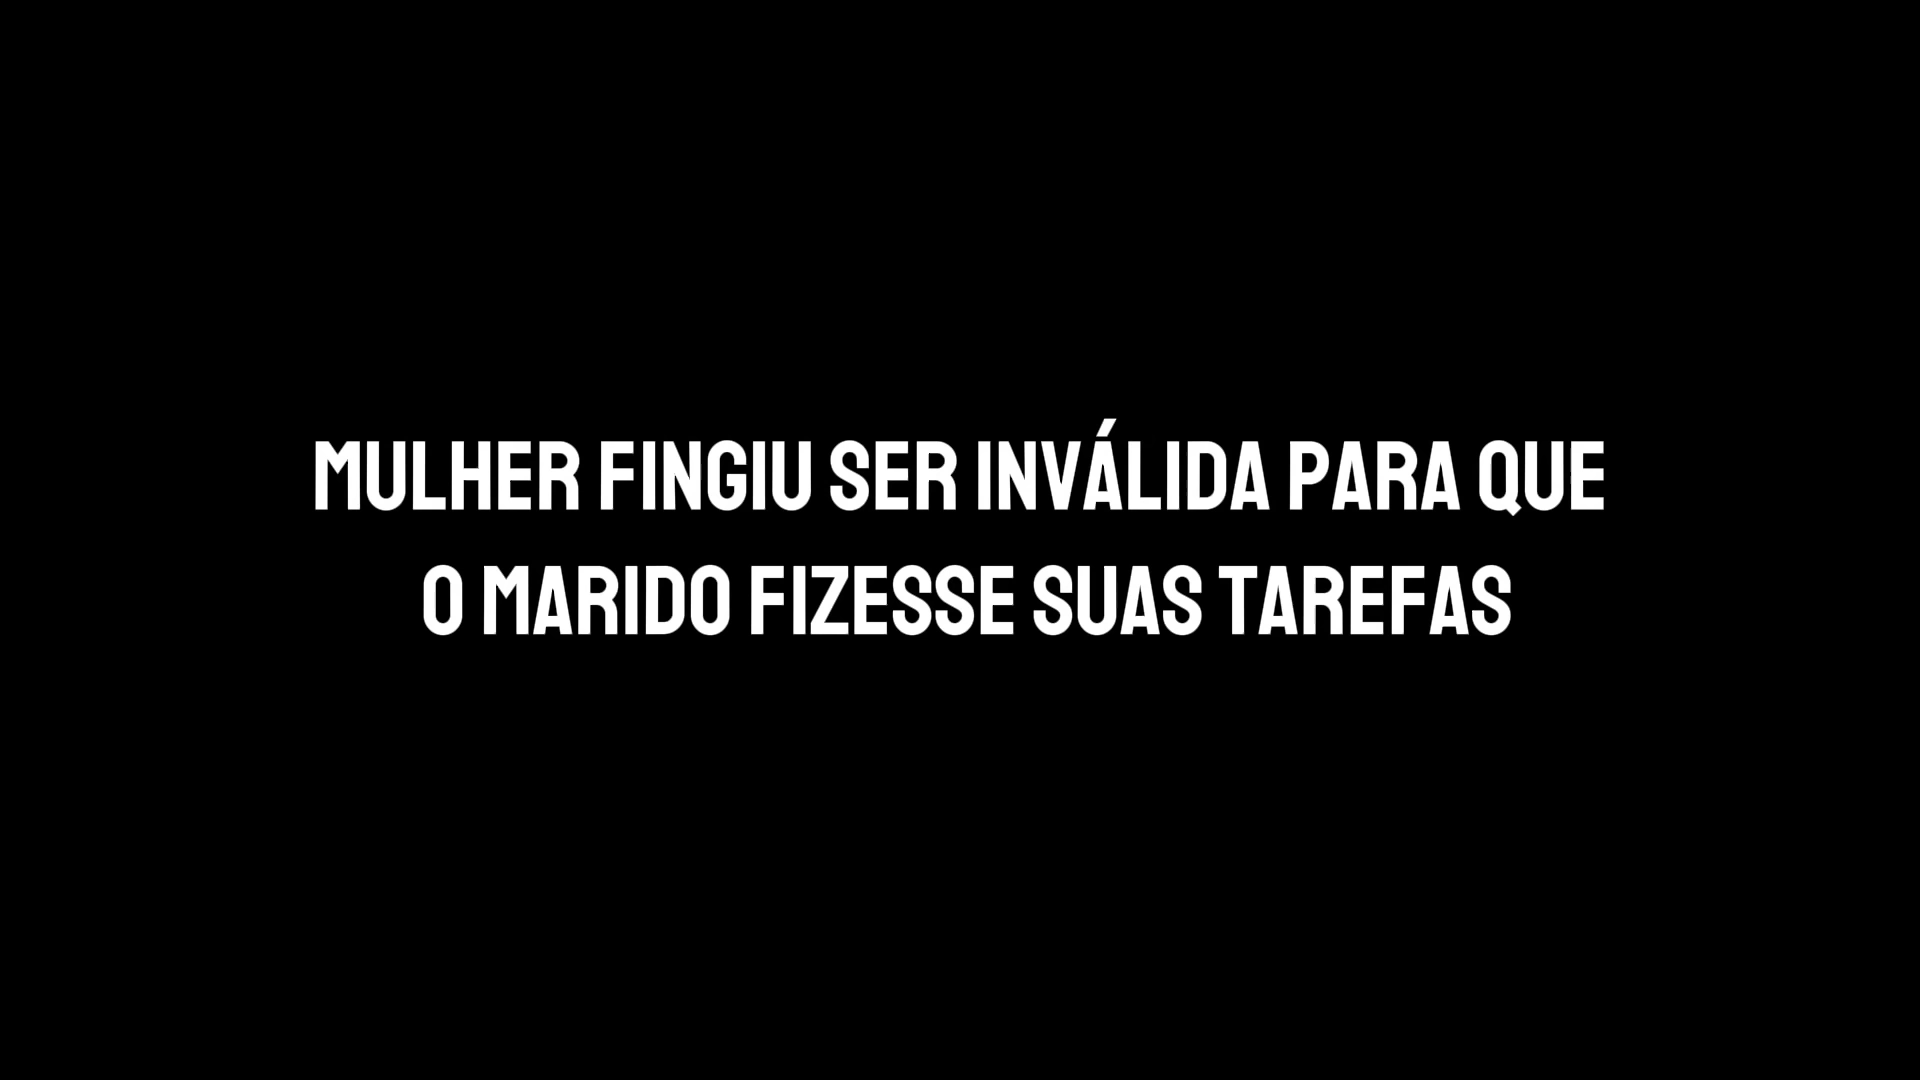 MULHER FINGIU SER INVÁLIDA PARA QUE
O MARIDO FIZESSE SUAS TAREFAS